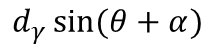 d_γ sin(θ + α)